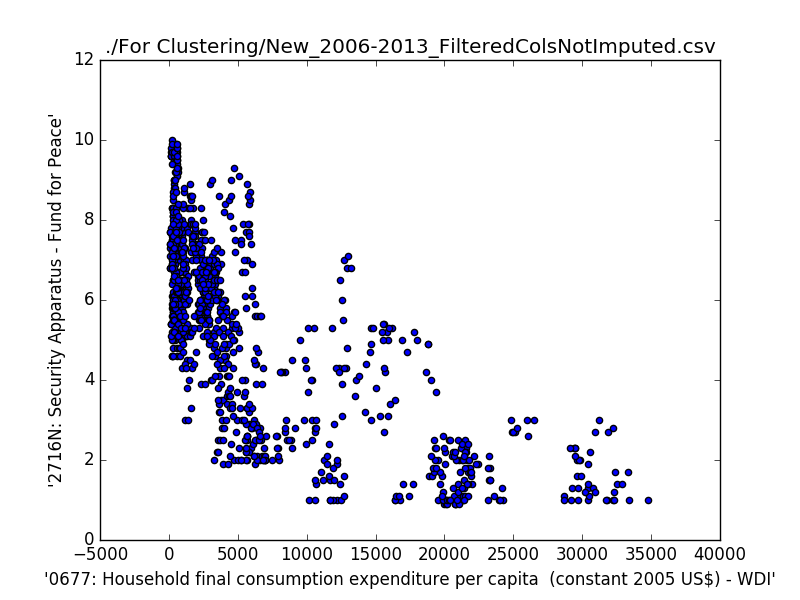 ./For Clustering/New_2006-2013_FilteredColsNotImputed.csv
12
10
8
6
4
2
0
'2716N: Security Apparatus - Fund for Peace'
−5000 0 5000 10000 15000 20000 25000 30000 35000 40000
'0677: Household final consumption expenditure per capita  (constant 2005 US$) - WDI'